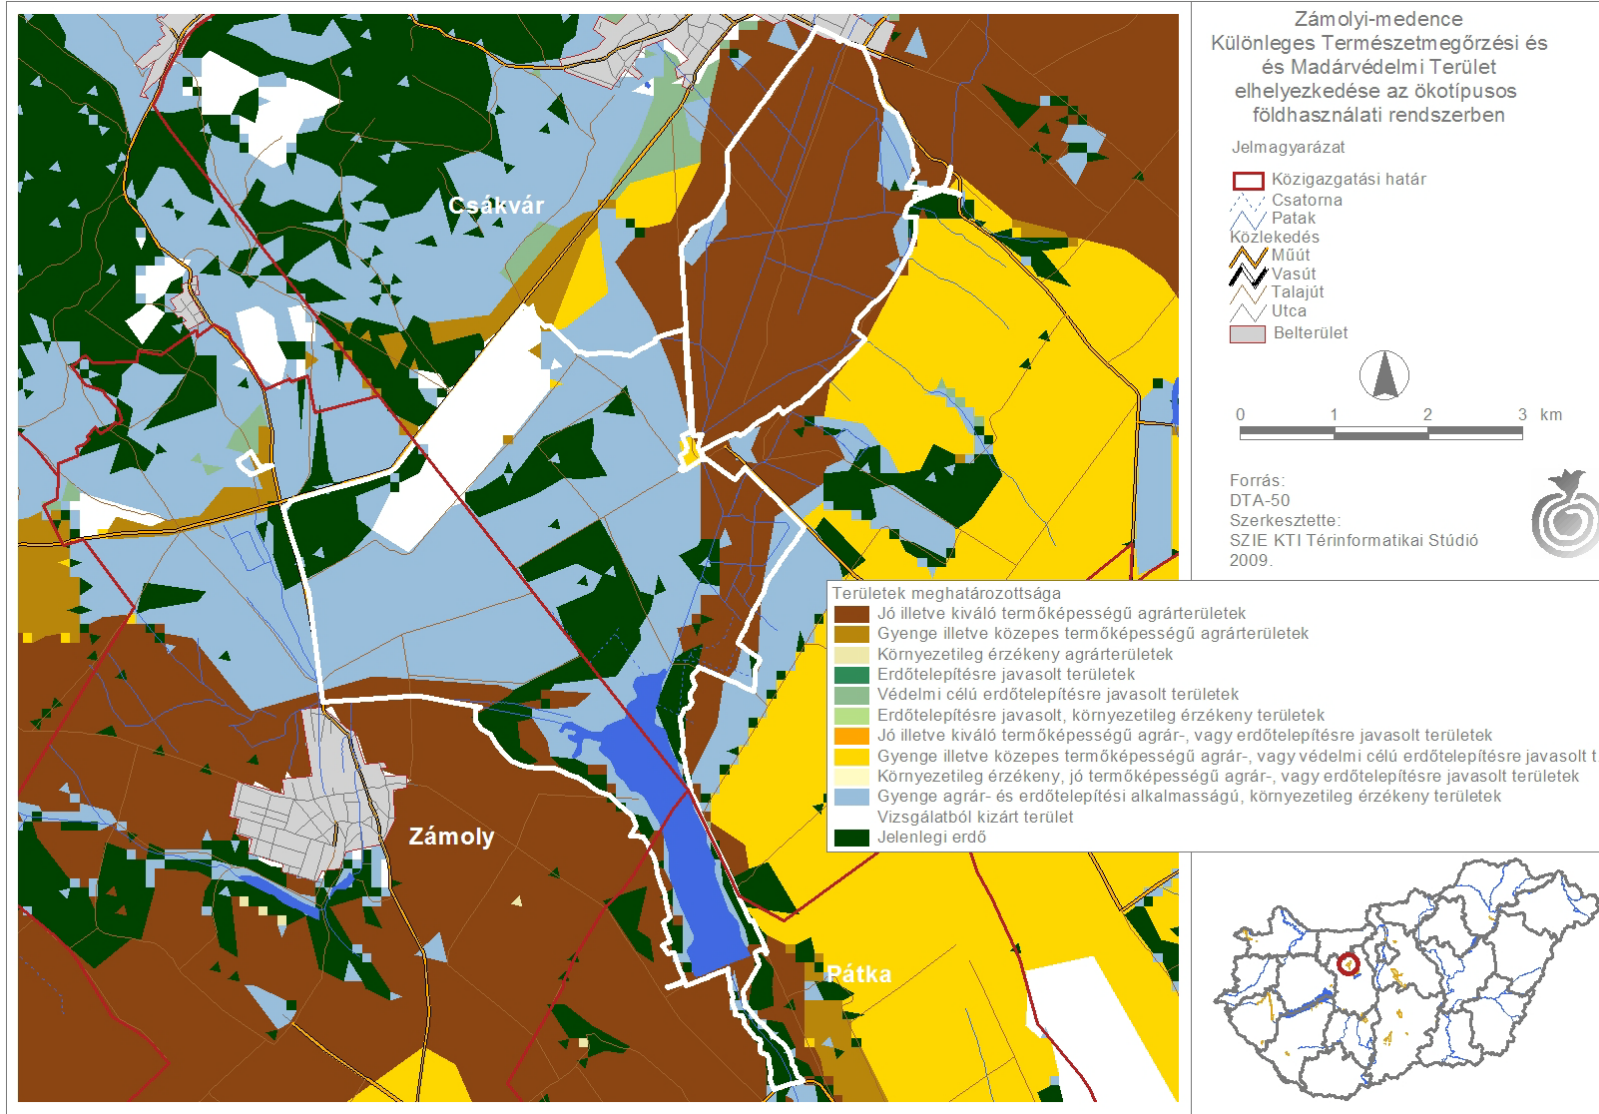 Zámolyi-medence
Különleges Természetmegőrzési és
és Madárvédelmi Terület
elhelyezkedése az ökotípusos
földhasználati rendszerben
Jelmagyarázat
Közigazgatási határ
Csatorna
Patak
Közlekedés
Műút
Vasút
Talajút
Utca
Belterület
0 1 2 3 km
Forrás:
DTA-50
Szerkesztette:
SZIE KTI Térinformatikai Stúdió
2009.
Csákvár
Zámoly
Pátka
Területek meghatározottsága
Jó illetve kiváló termőképességű agrárterületek
Gyenge illetve közepes termőképességű agrárterületek
Környezetileg érzékeny agrárterületek
Erdőtelepítésre javasolt területek
Védelmi célú erdőtelepítésre javasolt területek
Erdőtelepítésre javasolt, környezetileg érzékeny területek
Jó illetve kiváló termőképességű agrár-, vagy erdőtelepítésre javasolt területek
Gyenge illetve közepes termőképességű agrár-, vagy védelmi célú erdőtelepítésre javasolt t
Környezetileg érzékeny, jó termőképességű agrár-, vagy erdőtelepítésre javasolt területek
Gyenge agrár- és erdőtelepítési alkalmasságú, környezetileg érzékeny területek
Vizsgálatból kizárt terület
Jelenlegi erdő